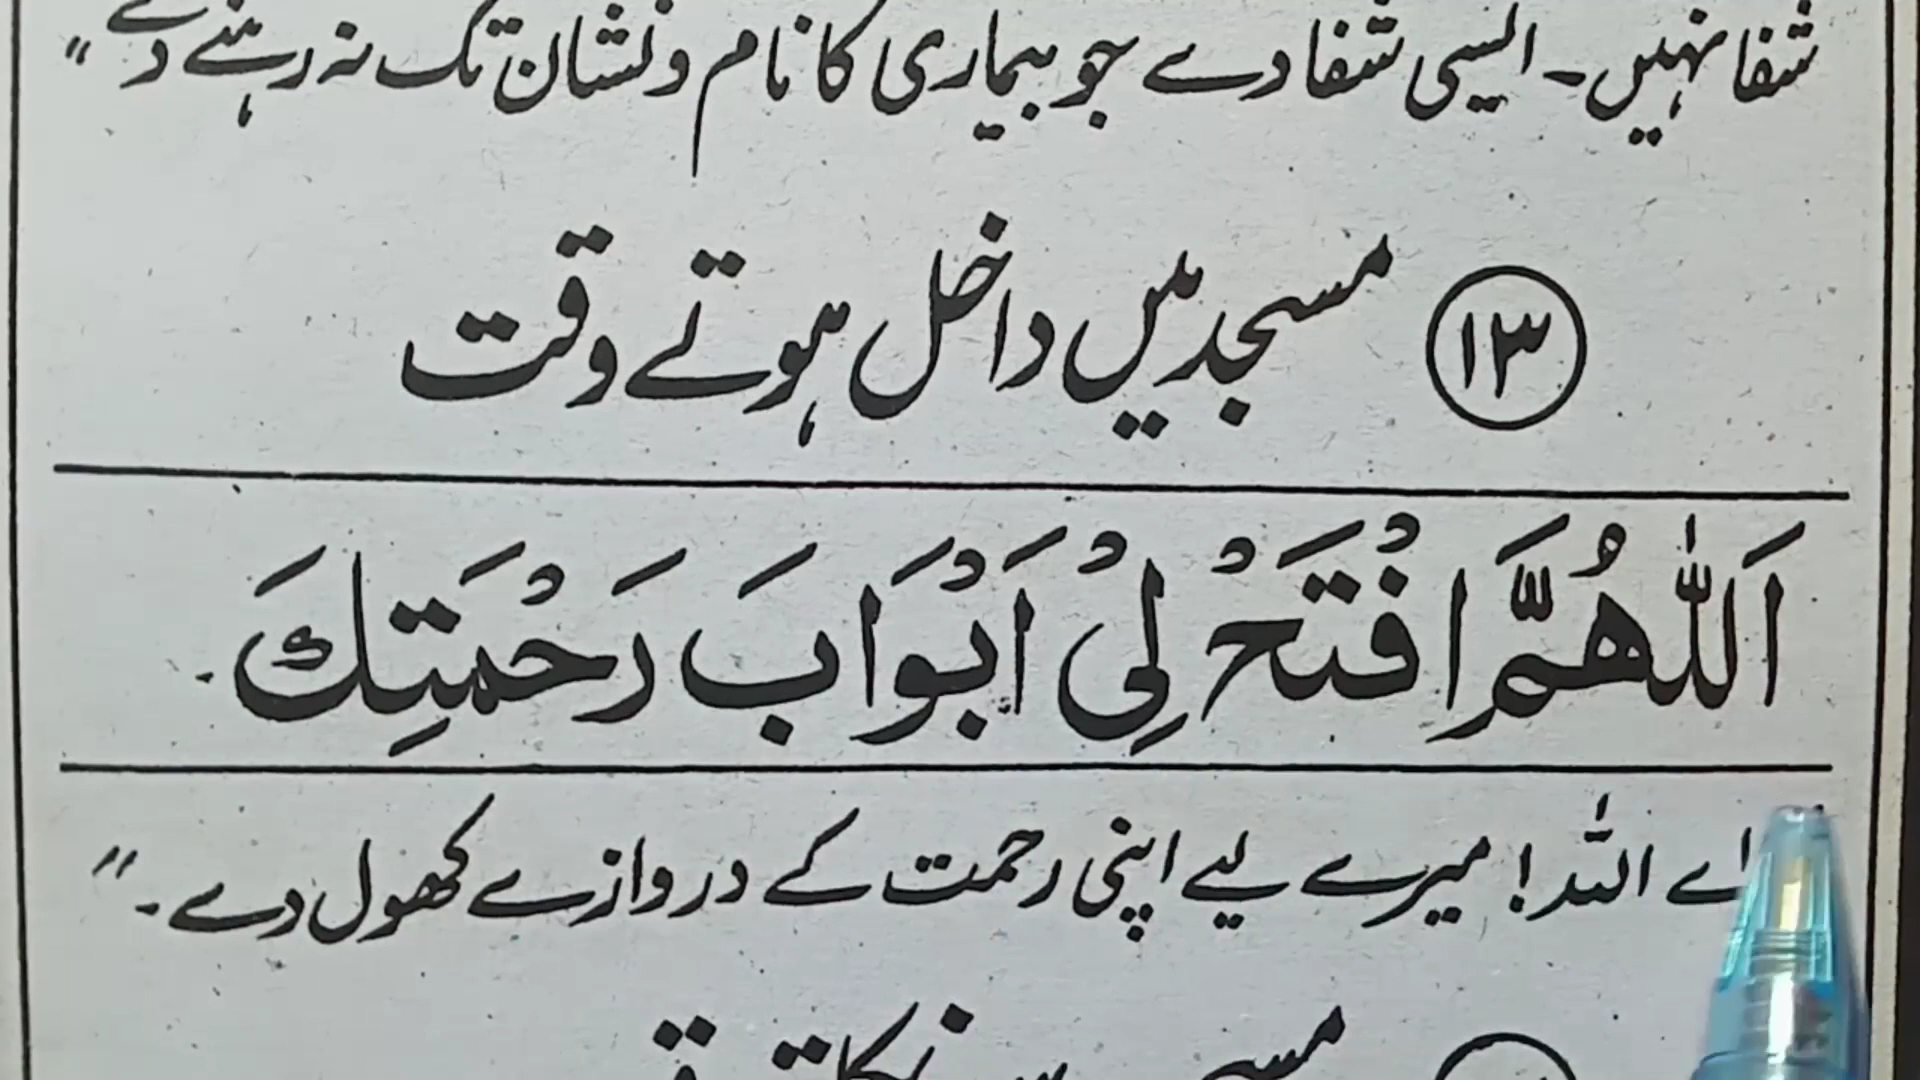 شفا نہیں۔ ایسی شفا دے جو بیماری کا نام و نشان تک نہ رہنے دے"
۱۳ مسجد میں داخل ہوتے وقت
اَللّٰهُمَّ افْتَحْ لِیْ اَبْوَابَ رَحْمَتِكَ۔
اے اللہ! میرے لیے اپنی رحمت کے دروازے کھول دے۔"